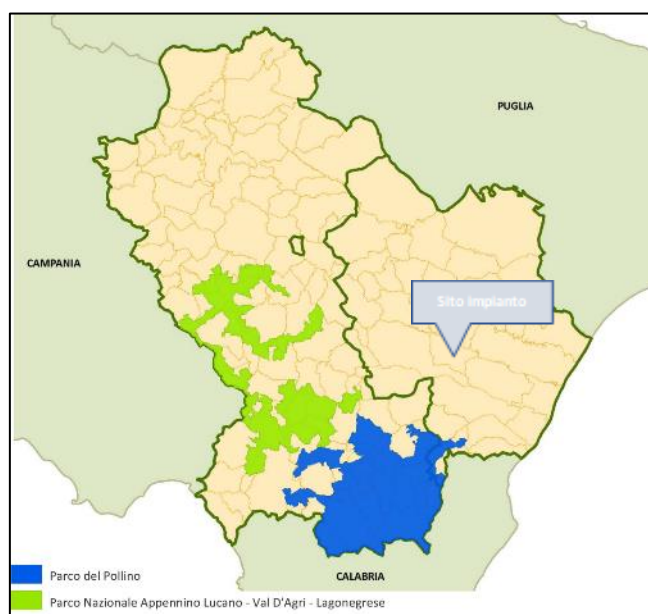 PUGLIA
CAMPANIA
Sito impianto
CALABRIA
Parco del Pollino
Parco Nazionale Appennino Lucano - Val D'Agri - Lagonegrese